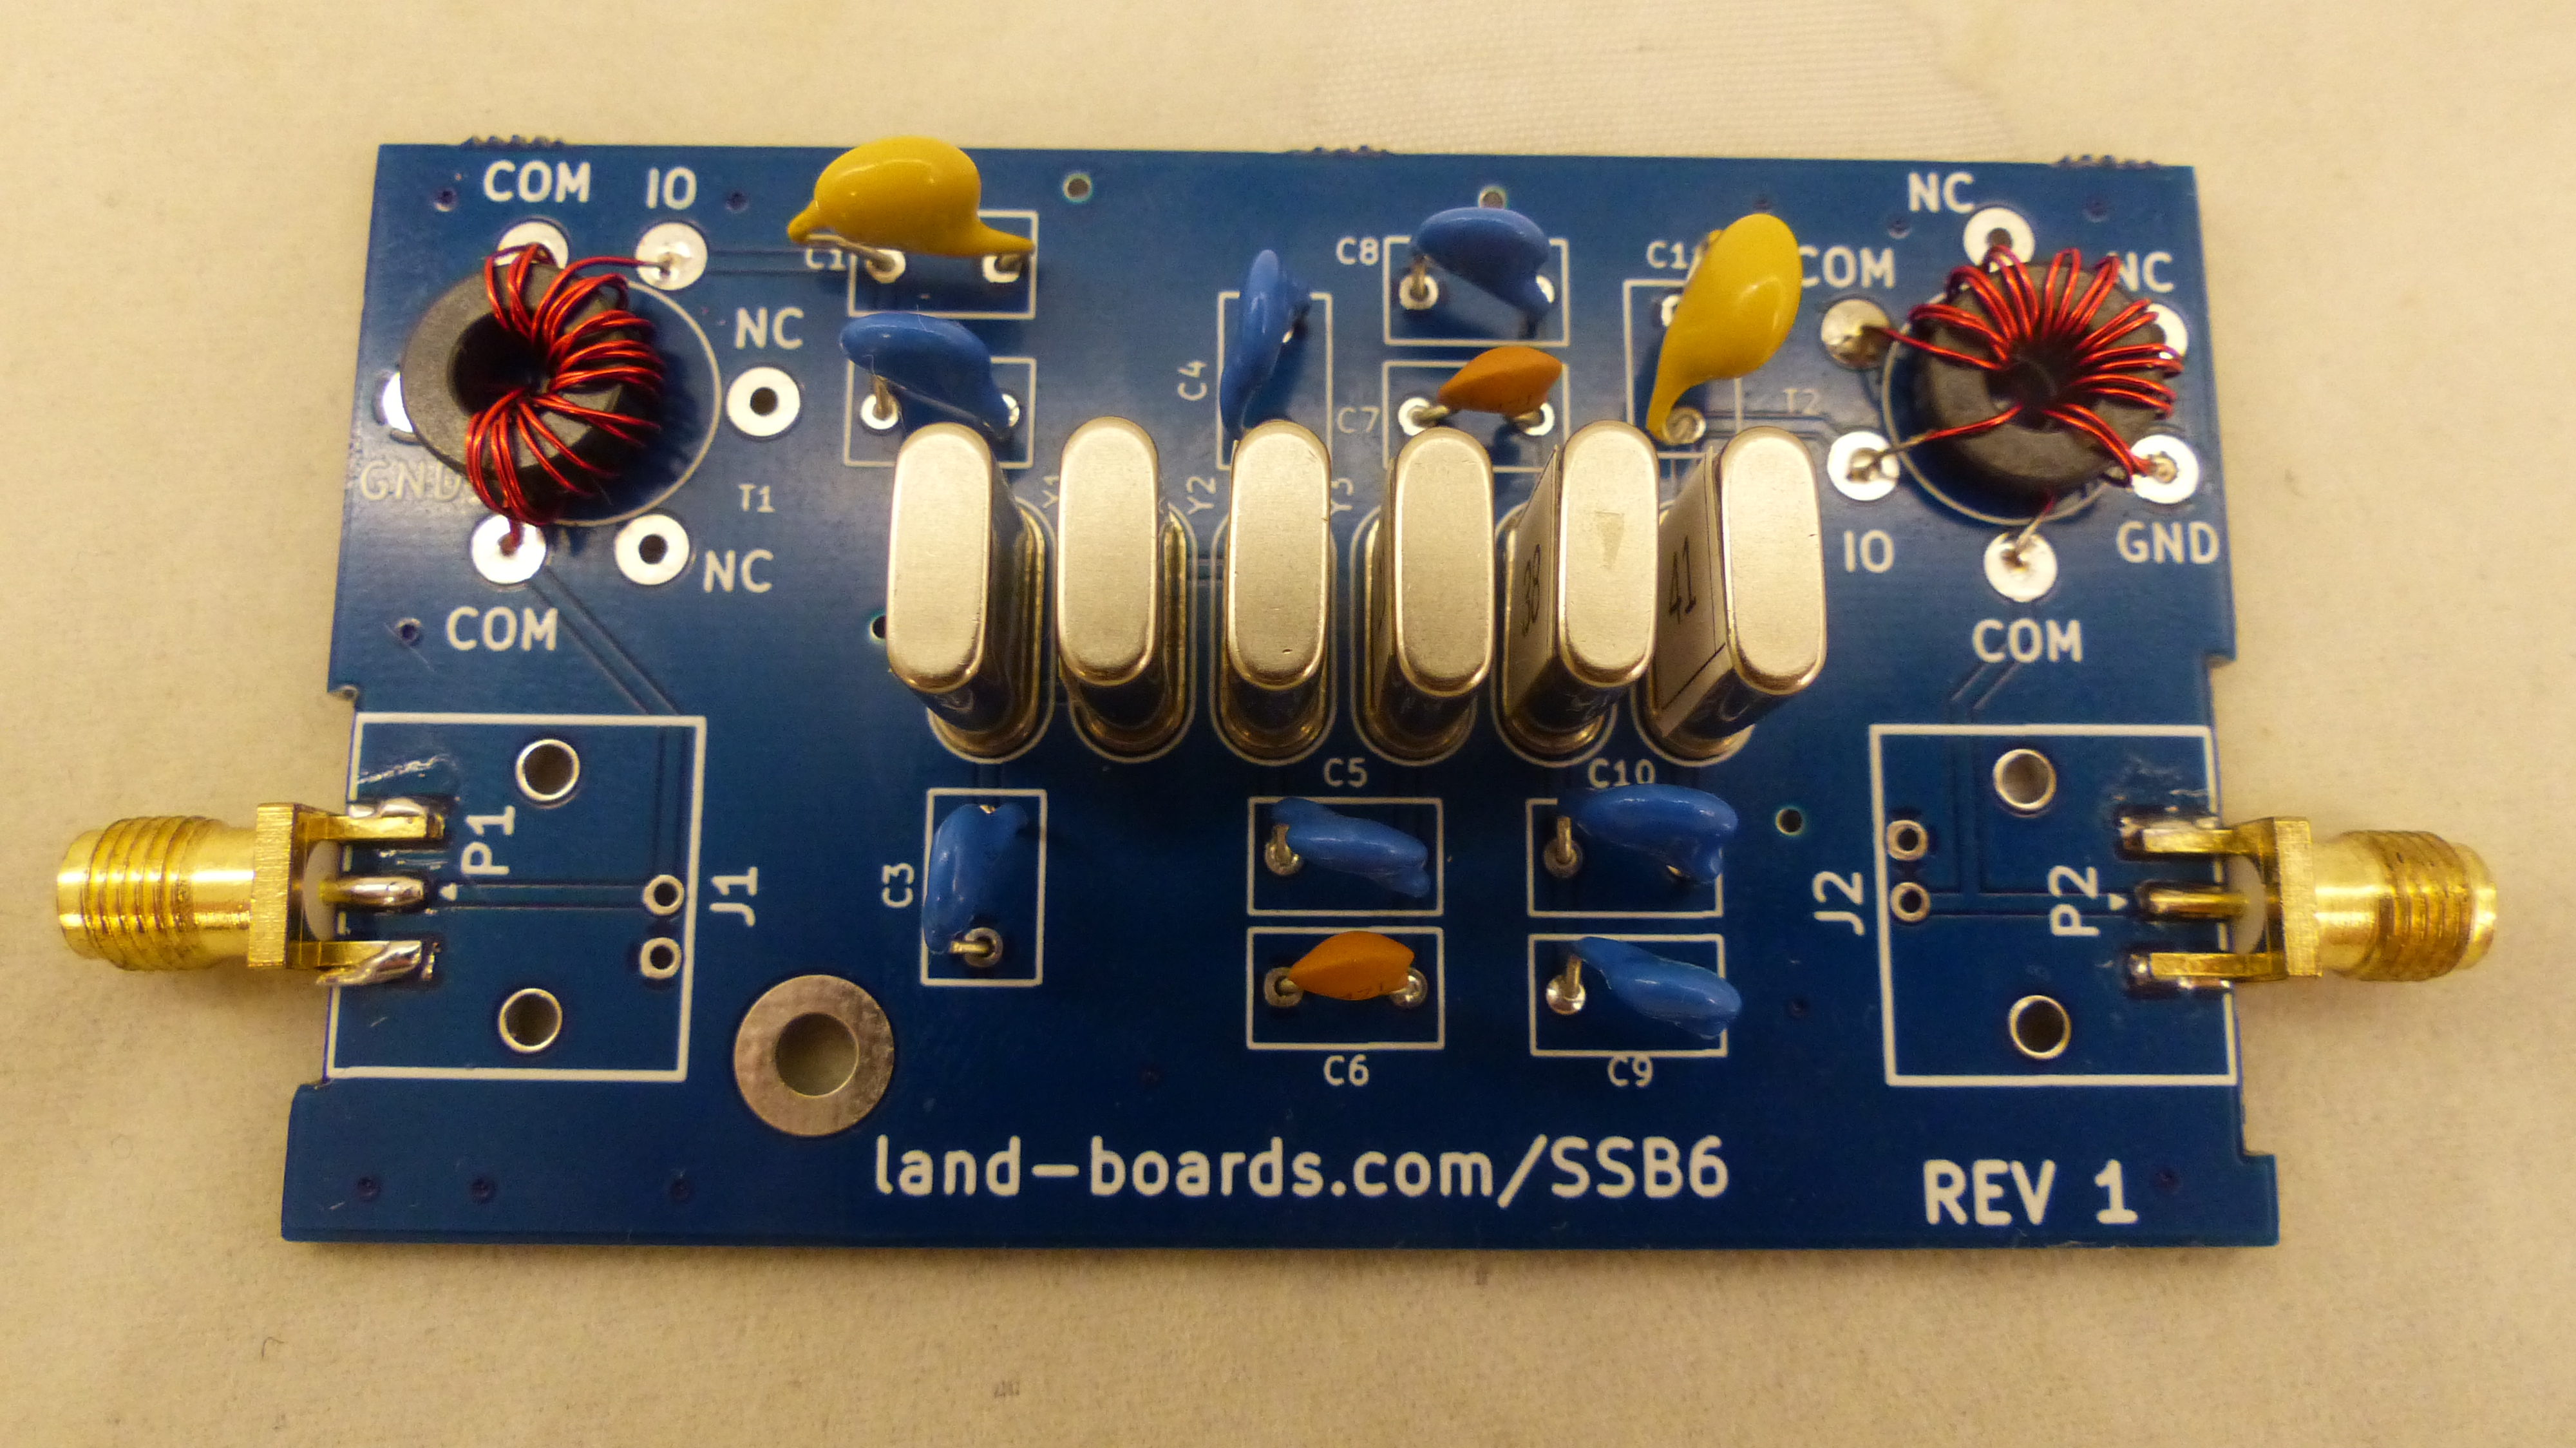 COM IO
NC
COM
NC
C1
C8
C4
C7
T2
NC
T1
GND
NC
COM
Y1
Y2
Y3
IO
GND
COM
38
41
P1
J1
C3
C5
C10
C6
C9
J2
P2
land-boards.com/SSB6
REV 1